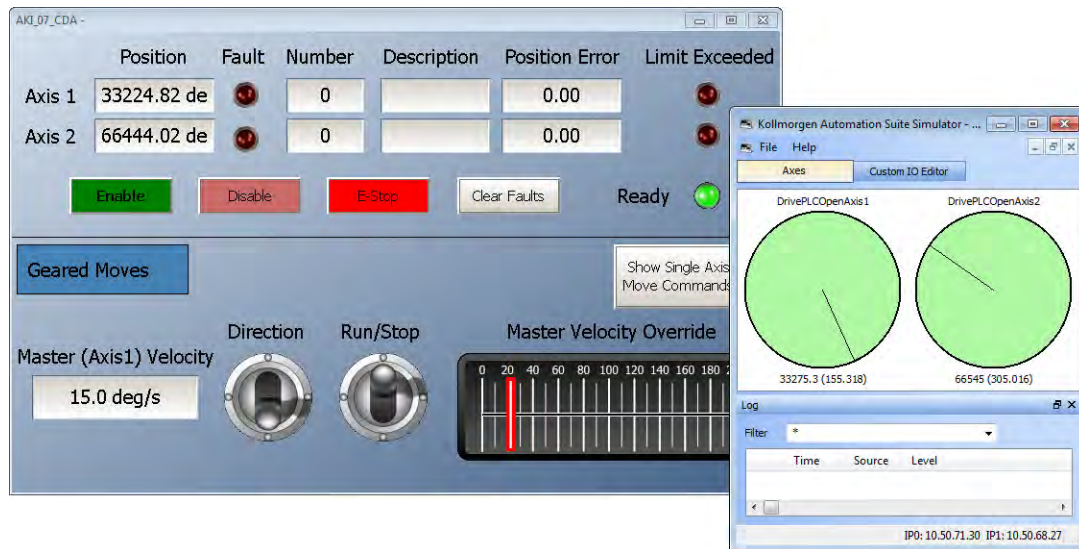 AKI_07_CDA -
Position Fault Number Description Position Error Limit Exceeded
Axis 1 33224.82 de 0 0.00
Axis 2 66444.02 de 0 0.00
Enable Disable E-Stop Clear Faults Ready
Geared Moves
Show Single Axis
Move Commands
Direction Run/Stop Master Velocity Override
Master (Axis1) Velocity
15.0 deg/s
0 20 40 60 80 100 120 140 160 180 2
Kollmorgen Automation Suite Simulator - ...
File Help
Axes Custom IO Editor
DrivePLCOpenAxis1 DrivePLCOpenAxis2
33275.3 (155.318) 66545 (305.016)
Log
Filter *
Time Source Level
IP0: 10.50.71.30 IP1: 10.50.68.27